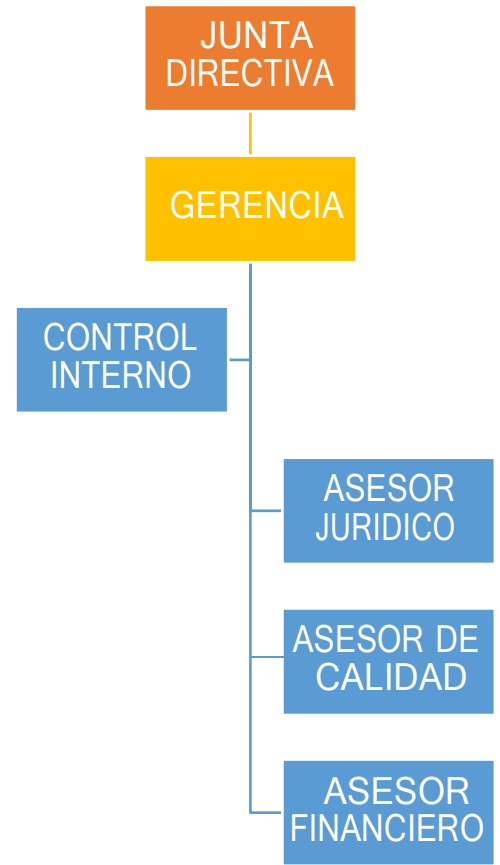 JUNTA
DIRECTIVA
GERENCIA
CONTROL
INTERNO
ASESOR
JURIDICO
ASESOR DE
CALIDAD
ASESOR
FINANCIERO